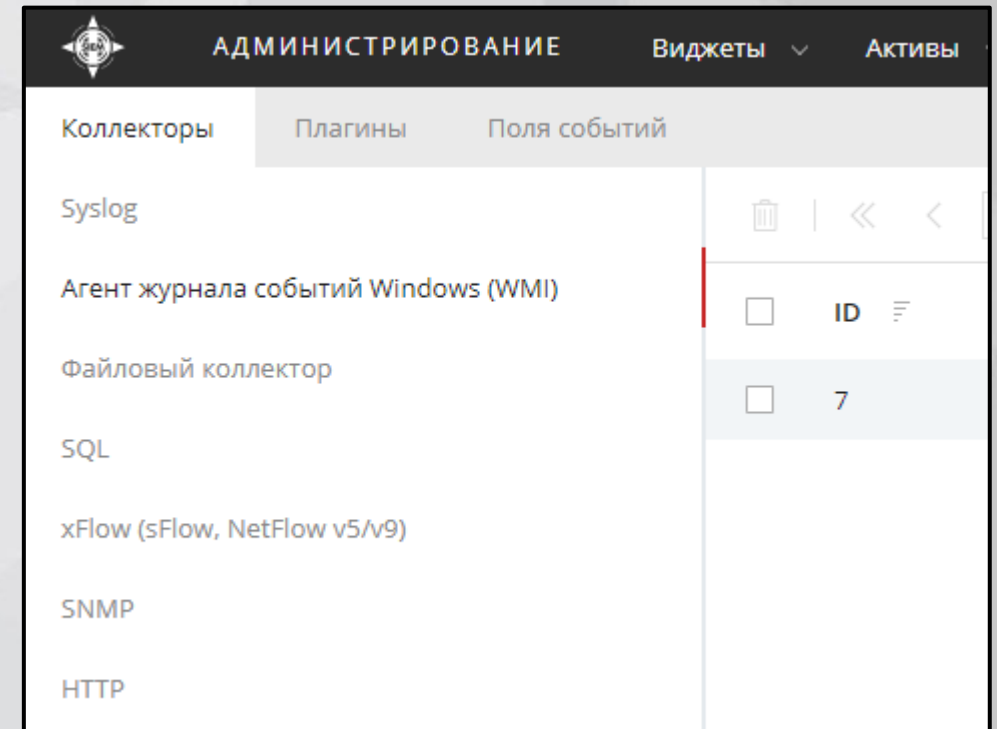 АДМИНИСТРИРОВАНИЕ Виджеты Активы
Коллекторы Плагины Поля событий
Syslog
Агент журнала событий Windows (WMI)
ID
Файловый коллектор
7
SQL
xFlow (sFlow, NetFlow v5/v9)
SNMP
HTTP